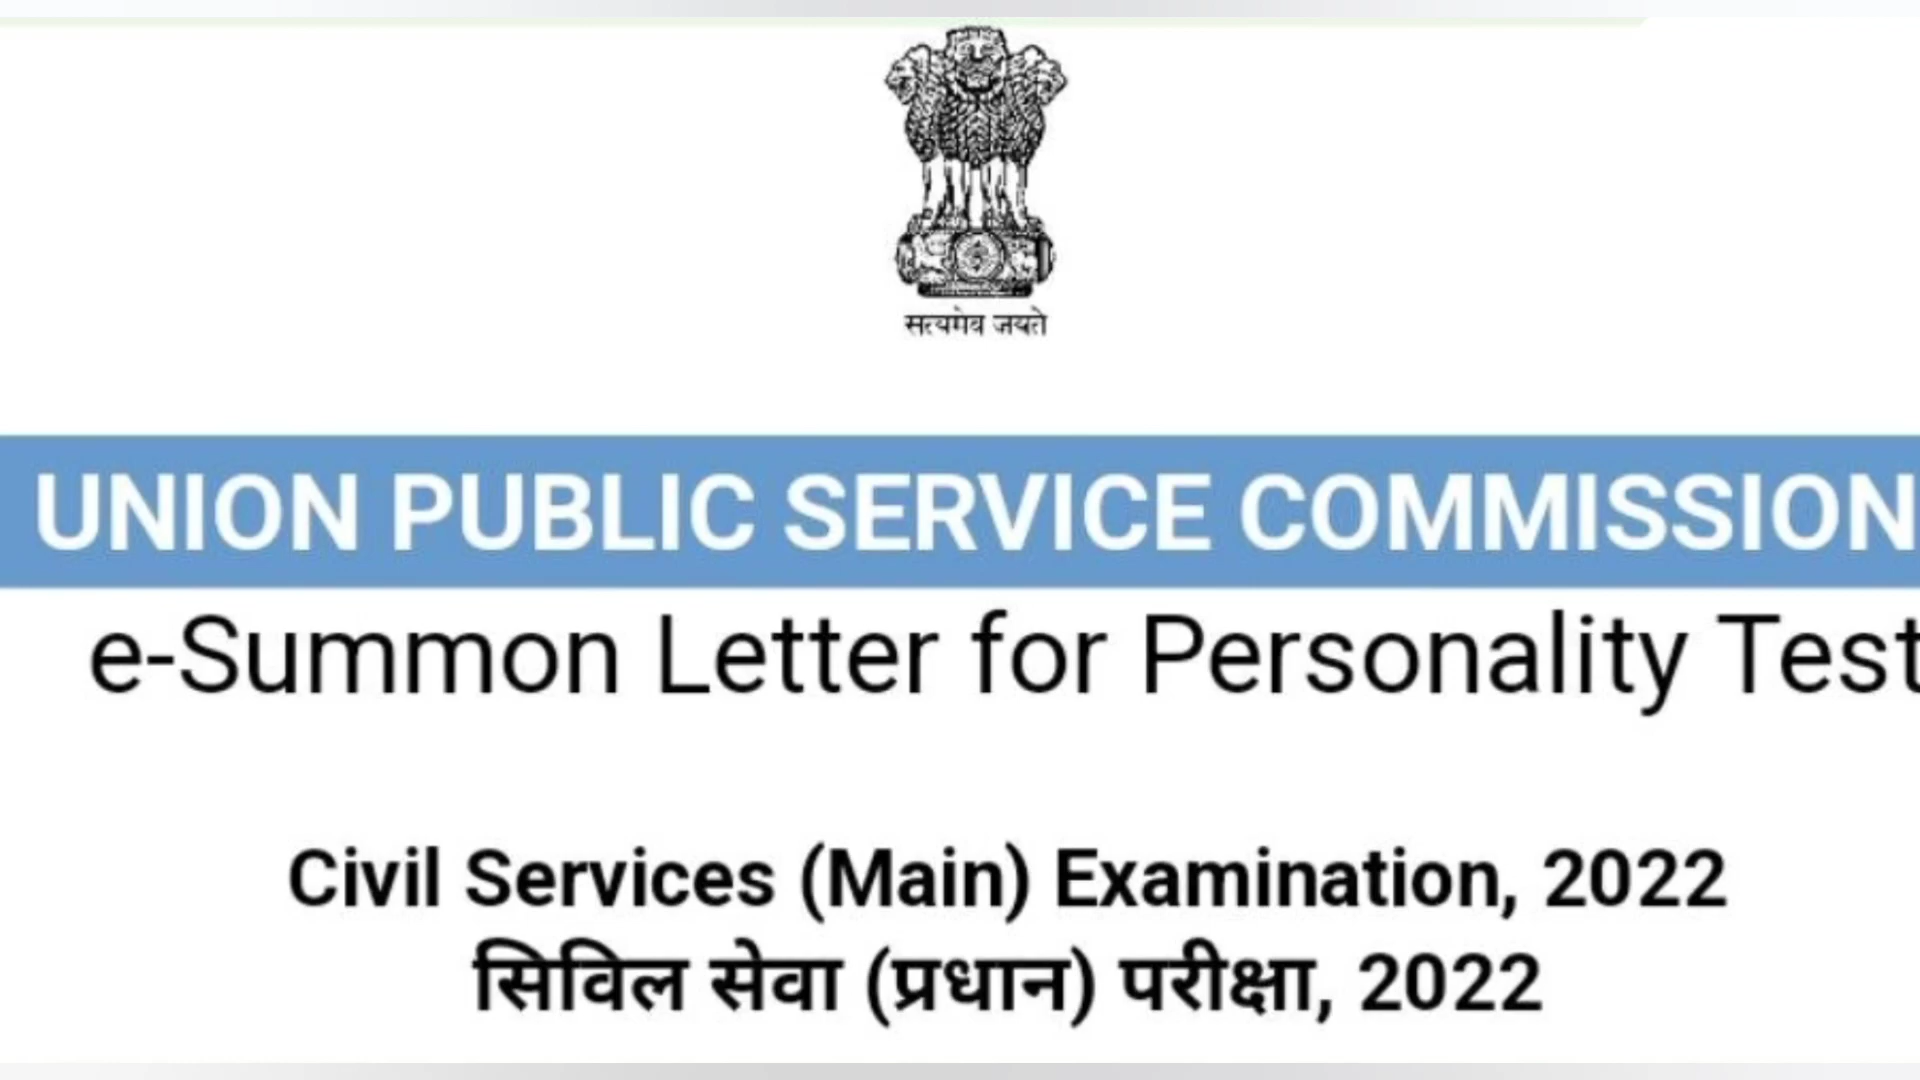 सत्यमेव जयते
UNION PUBLIC SERVICE COMMISSION
e-Summon Letter for Personality Test
Civil Services (Main) Examination, 2022
सिविल सेवा (प्रधान) परीक्षा, 2022